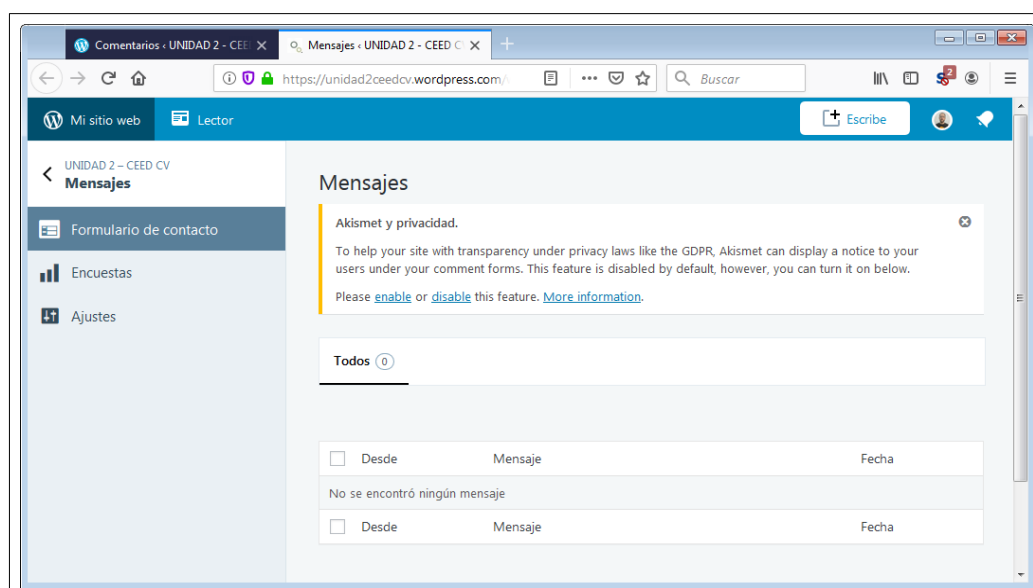 Comentarios ‹ UNIDAD 2 - CEE
Mensajes ‹ UNIDAD 2 - CEED C
https://unidad2ceedcv.wordpress.com/
Buscar
2
Mi sitio web
Lector
Escribe
UNIDAD 2 – CEED CV
Mensajes
Formulario de contacto
Encuestas
Ajustes
Mensajes
Akismet y privacidad.
To help your site with transparency under privacy laws like the GDPR, Akismet can display a notice to your
users under your comment forms. This feature is disabled by default, however, you can turn it on below.
Please enable or disable this feature. More information.
Todos 0
Desde Mensaje Fecha
No se encontró ningún mensaje
Desde Mensaje Fecha